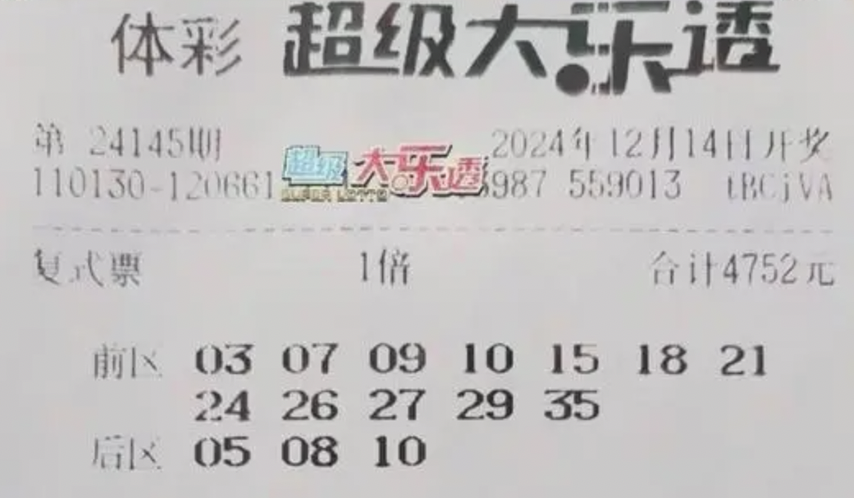 体彩 超级大乐透
第 24145期 2024年12月14日开奖
110130-120661 超级大乐透 3987 559013 tBCjVA
SUPER LOTTO
复式票 1倍 合计4752元
前区 03 07 09 10 15 18 21
24 26 27 29 35
后区 05 08 10